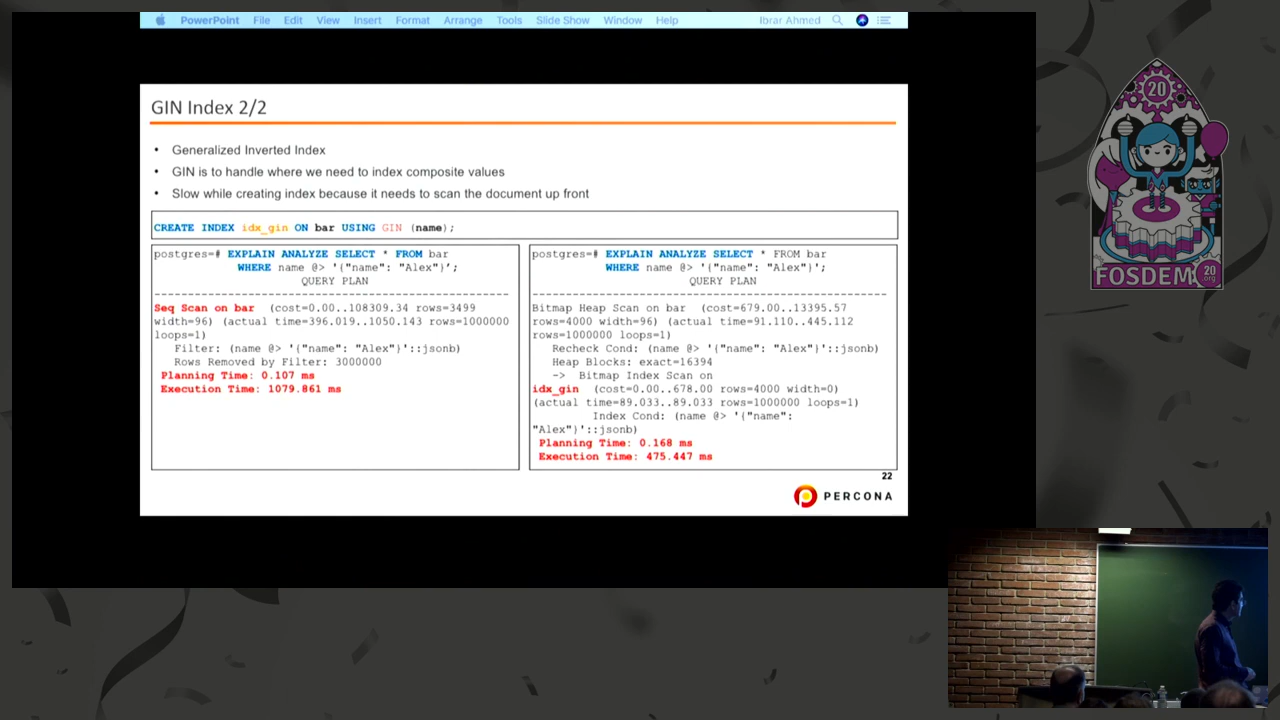 PowerPoint File Edit View Insert Format Arrange Tools Slide Show Window Help Ibrar Ahmed
GIN Index 2/2
• Generalized Inverted Index
• GIN is to handle where we need to index composite values
• Slow while creating index because it needs to scan the document up front
CREATE INDEX idx_gin ON bar USING GIN (name);
postgres=# EXPLAIN ANALYZE SELECT * FROM bar
WHERE name @> '{"name": "Alex"}';
QUERY PLAN
-----------------------------------------------------
Seq Scan on bar (cost=0.00..108309.34 rows=3499
width=96) (actual time=396.019..1050.143 rows=1000000
loops=1)
Filter: (name @> '{"name": "Alex"}'::jsonb)
Rows Removed by Filter: 3000000
Planning Time: 0.107 ms
Execution Time: 1079.861 ms
postgres=# EXPLAIN ANALYZE SELECT * FROM bar
WHERE name @> '{"name": "Alex"}';
QUERY PLAN
-----------------------------------------------------
Bitmap Heap Scan on bar (cost=679.00..13395.57
rows=4000 width=96) (actual time=91.110..445.112
rows=1000000 loops=1)
Recheck Cond: (name @> '{"name": "Alex"}'::jsonb)
Heap Blocks: exact=16394
-> Bitmap Index Scan on
idx_gin (cost=0.00..678.00 rows=4000 width=0)
(actual time=89.033..89.033 rows=1000000 loops=1)
Index Cond: (name @> '{"name":
"Alex"}'::jsonb)
Planning Time: 0.168 ms
Execution Time: 475.447 ms
22
PERCONA
20
FOSDEM
20
.org